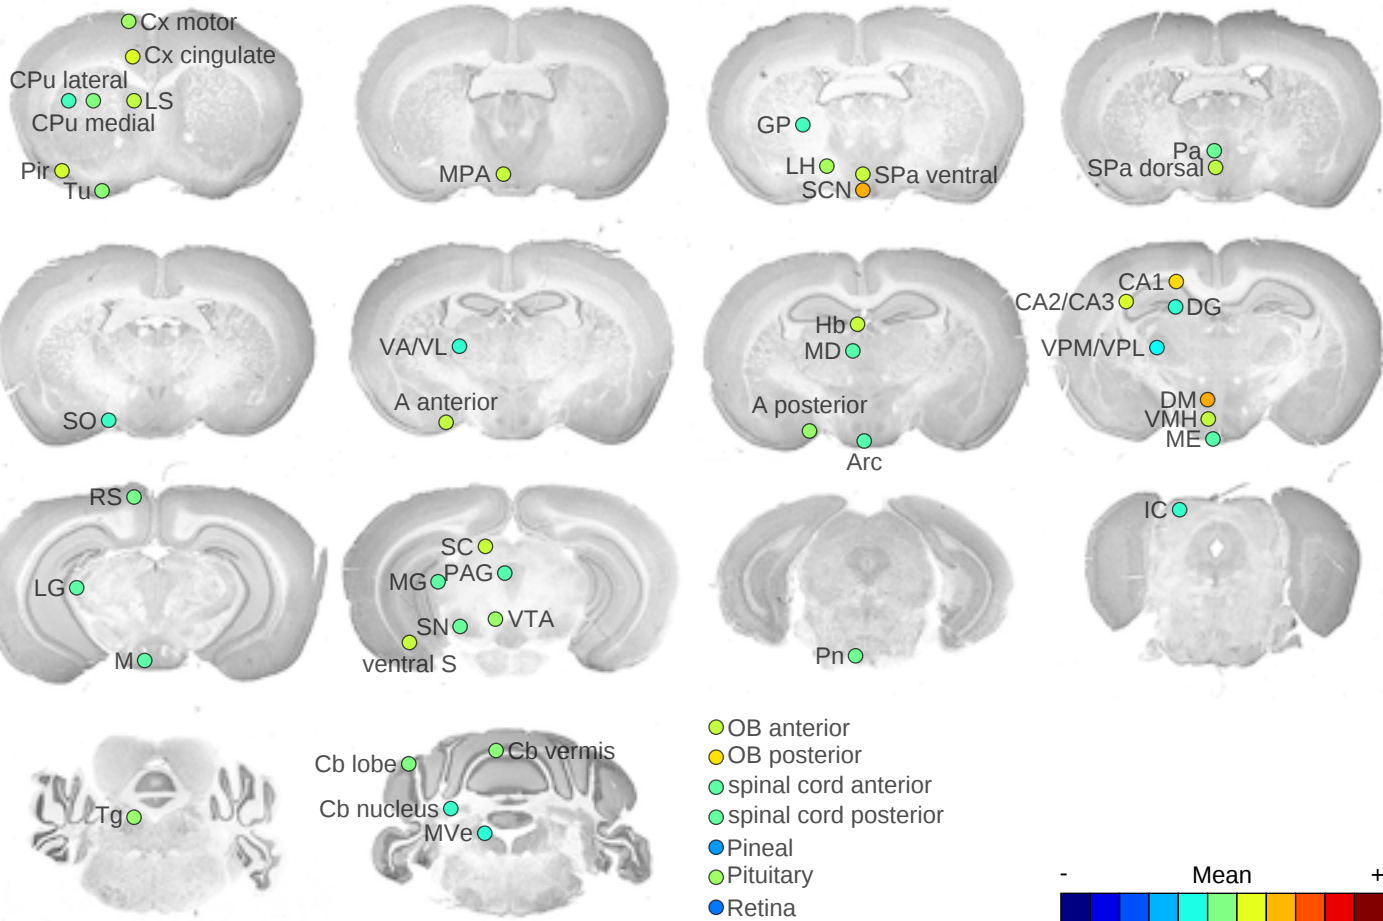 Cx motor
Cx cingulate
CPu lateral
LS
CPu medial
Pir
Tu
MPA
GP
LH
SPa ventral
SCN
Pa
SPa dorsal
SO
VA/VL
A anterior
Hb
MD
A posterior
Arc
CA1
CA2/CA3
DG
VPM/VPL
DM
VMH
ME
RS
LG
M
SC
MG
PAG
SN
VTA
ventral S
Pn
IC
Tg
Cb lobe
Cb vermis
Cb nucleus
MVe
OB anterior
OB posterior
spinal cord anterior
spinal cord posterior
Pineal
Pituitary
Retina
- Mean +